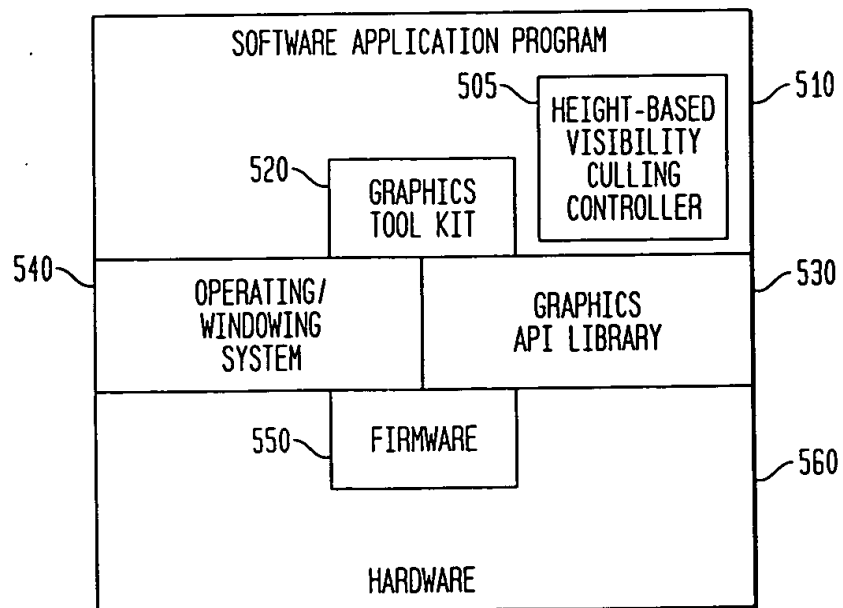 SOFTWARE APPLICATION PROGRAM
505
510
HEIGHT-BASED
VISIBILITY
CULLING
CONTROLLER
520
GRAPHICS
TOOL KIT
540
OPERATING/
WINDOWING
SYSTEM
GRAPHICS
API LIBRARY
530
550
FIRMWARE
560
HARDWARE